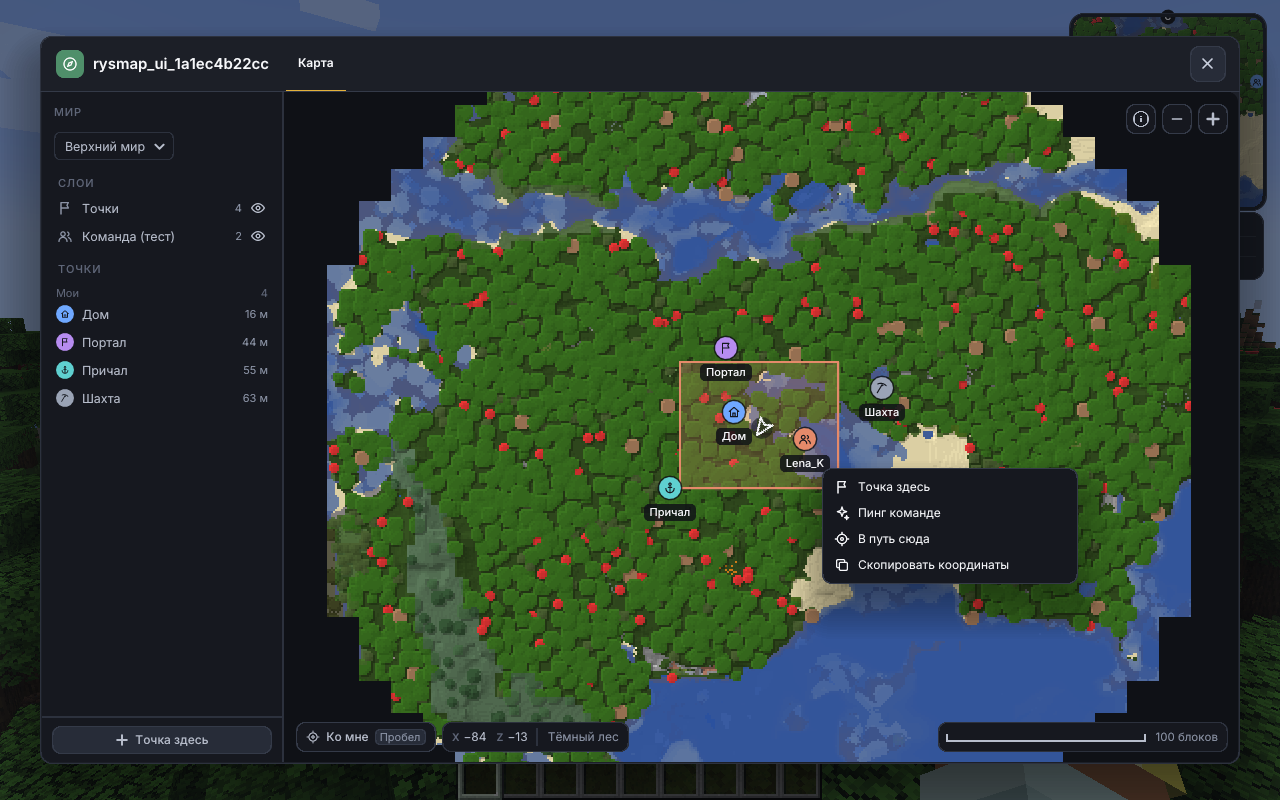 rysmap_ui_1a1ec4b22cc
Карта
МИР
Верхний мир
СЛОИ
Точки 4
Команда (тест) 2
ТОЧКИ
Мои 4
Дом 16 м
Портал 44 м
Причал 55 м
Шахта 63 м
Точка здесь
Портал
Шахта
Дом
Lena_K
Причал
Точка здесь
Пинг команде
В путь сюда
Скопировать координаты
Ко мне Пробел
X −84 Z −13 Тёмный лес
100 блоков